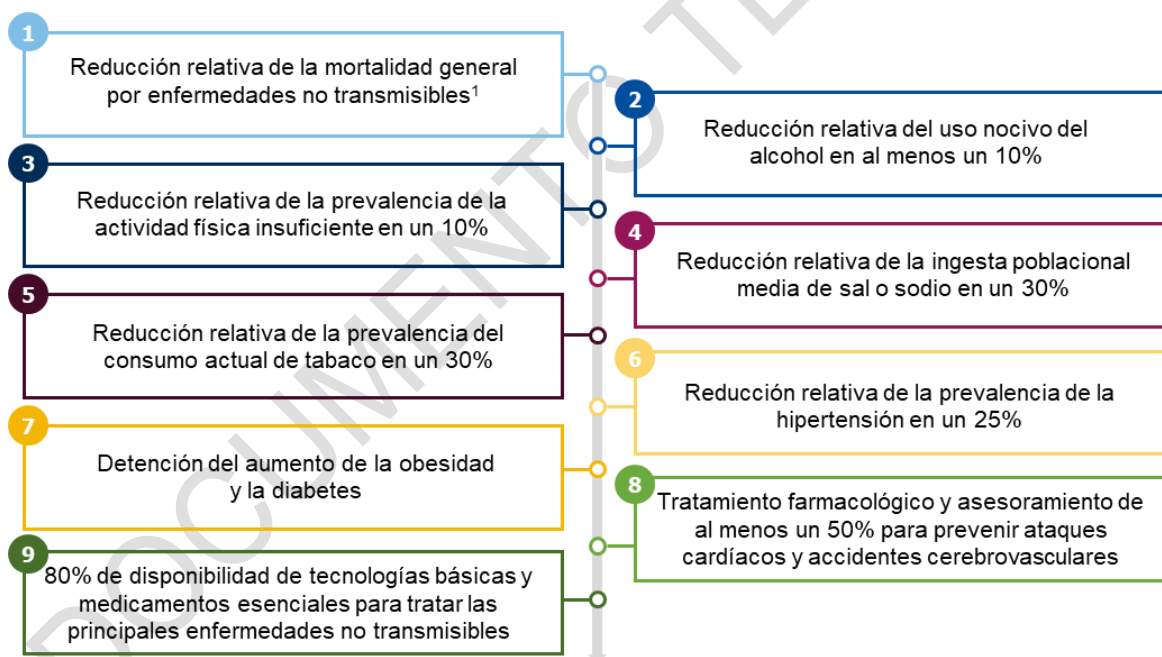 1
Reducción relativa de la mortalidad general
por enfermedades no transmisibles¹
2
Reducción relativa del uso nocivo del
alcohol en al menos un 10%
3
Reducción relativa de la prevalencia de la
actividad física insuficiente en un 10%
4
Reducción relativa de la ingesta poblacional
media de sal o sodio en un 30%
5
Reducción relativa de la prevalencia del
consumo actual de tabaco en un 30%
6
Reducción relativa de la prevalencia de la
hipertensión en un 25%
7
Detención del aumento de la obesidad
y la diabetes
8
Tratamiento farmacológico y asesoramiento de
al menos un 50% para prevenir ataques
cardíacos y accidentes cerebrovasculares
9
80% de disponibilidad de tecnologías básicas y
medicamentos esenciales para tratar las
principales enfermedades no transmisibles
DOCUMENTO